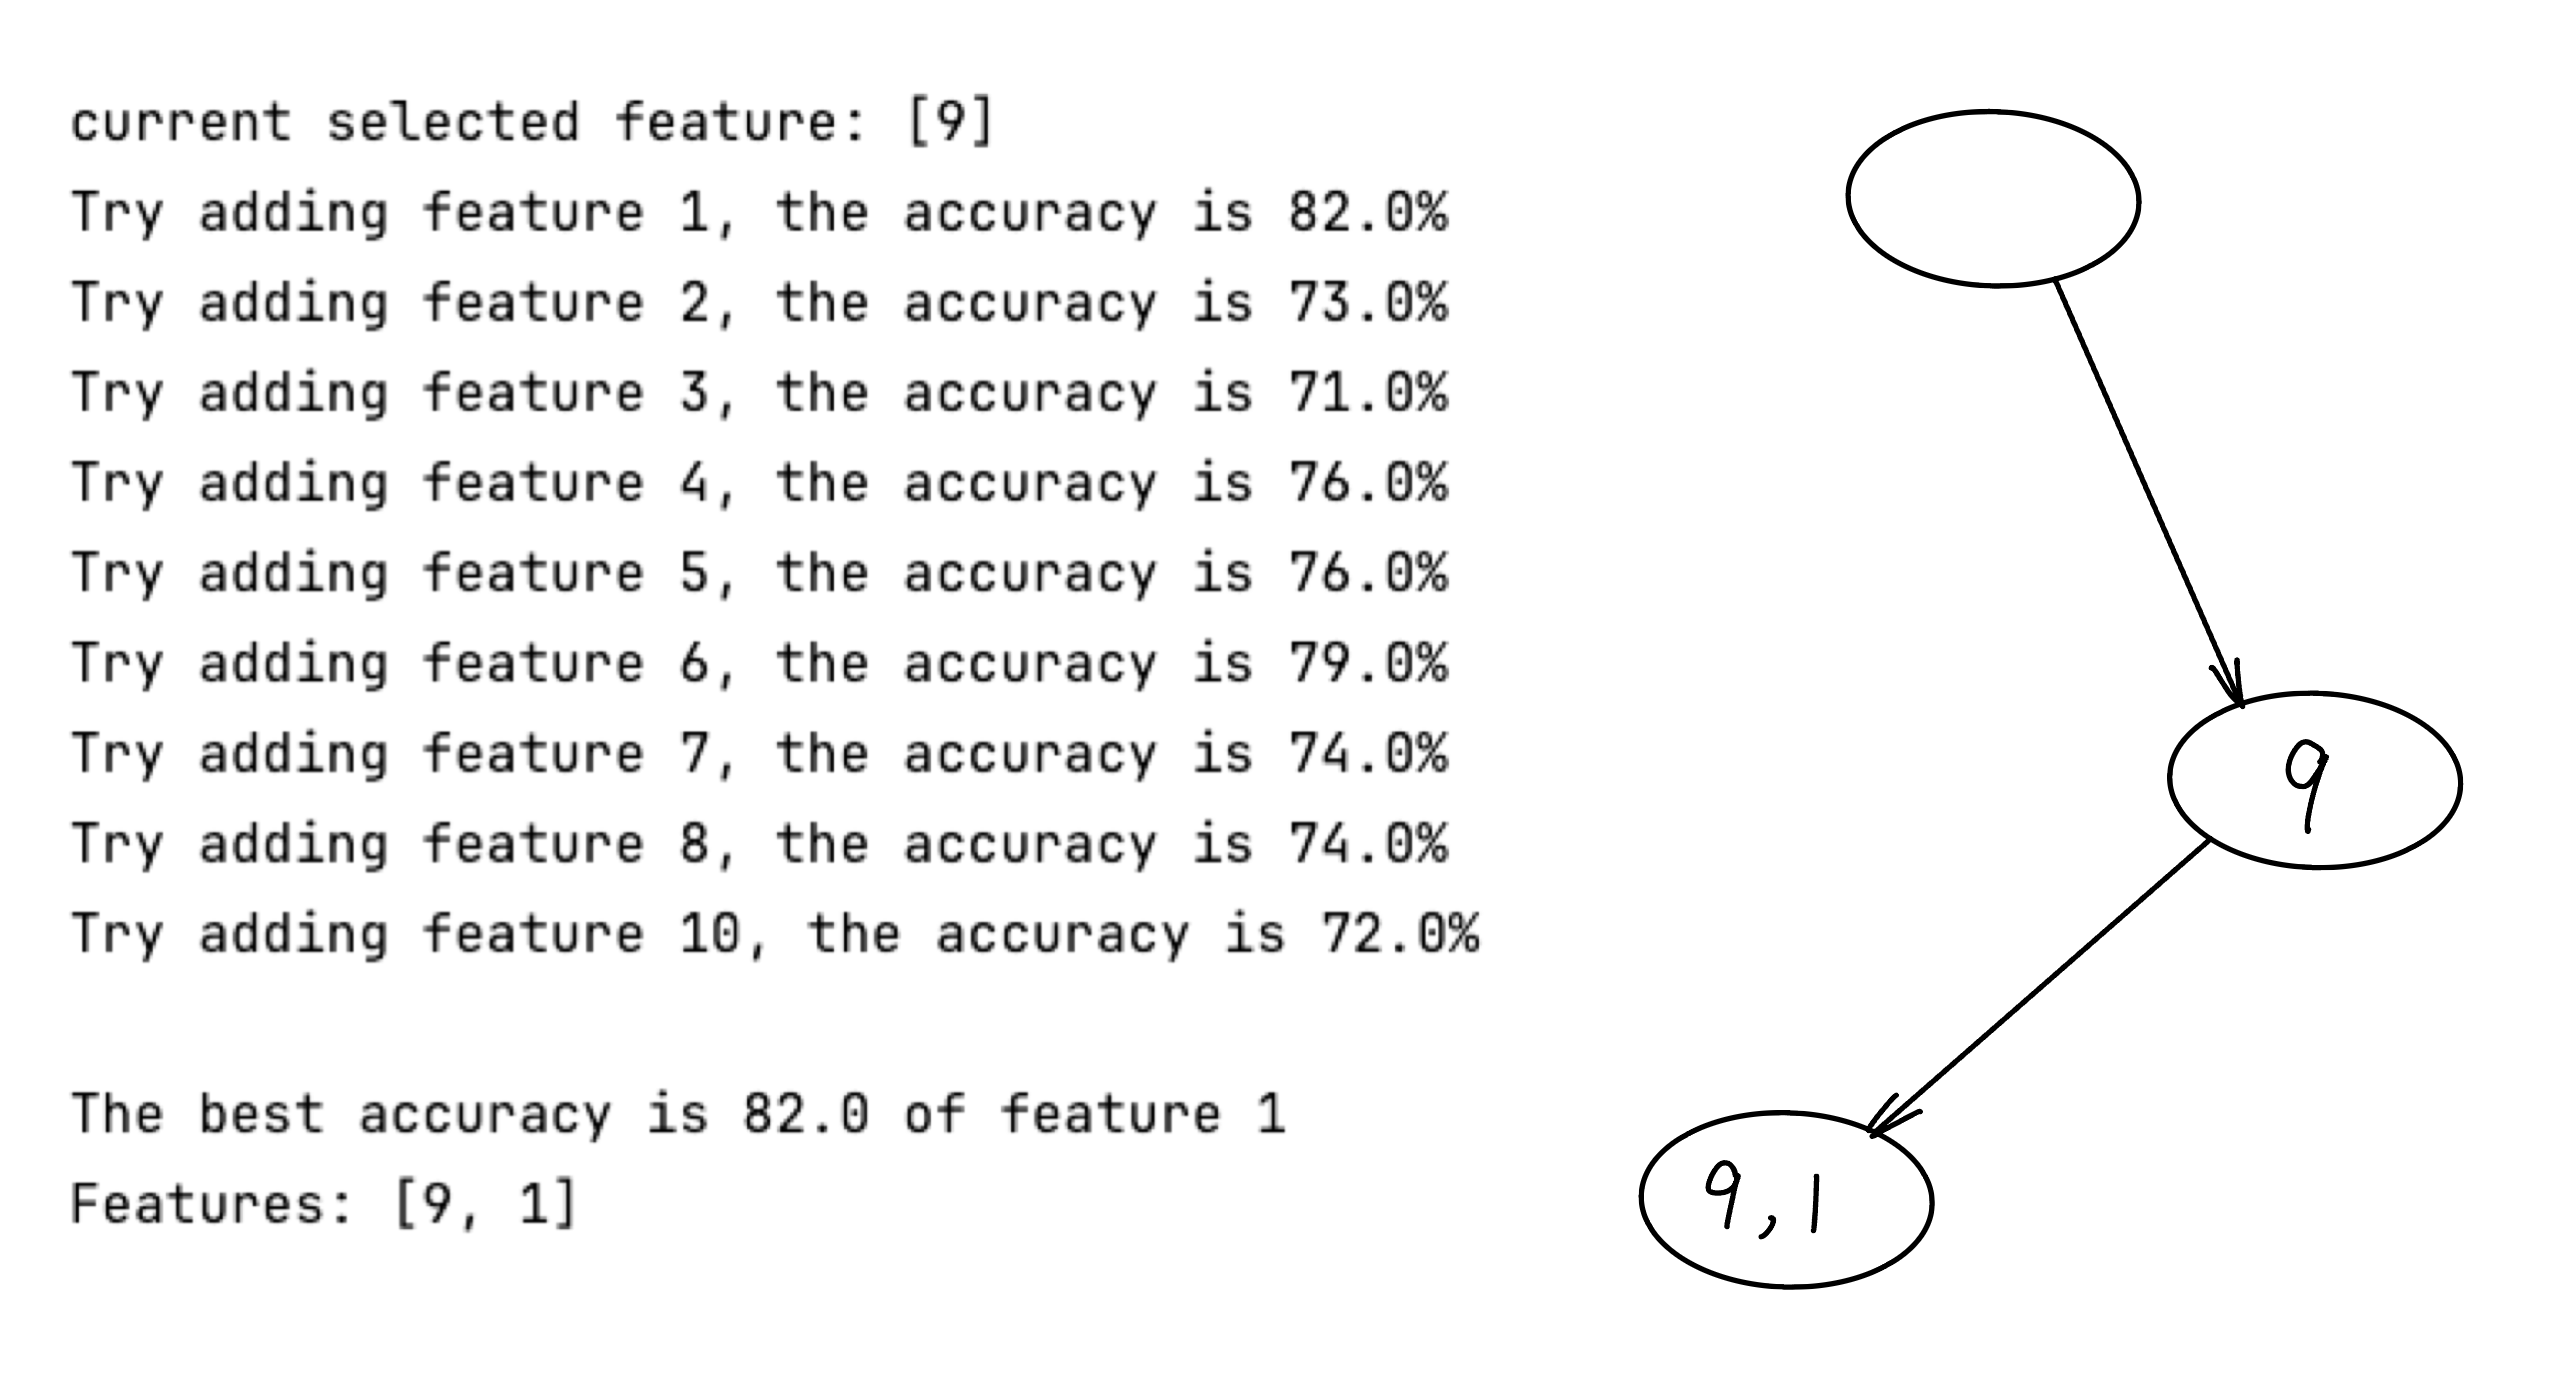 current selected feature: [9]
Try adding feature 1, the accuracy is 82.0%
Try adding feature 2, the accuracy is 73.0%
Try adding feature 3, the accuracy is 71.0%
Try adding feature 4, the accuracy is 76.0%
Try adding feature 5, the accuracy is 76.0%
Try adding feature 6, the accuracy is 79.0%
Try adding feature 7, the accuracy is 74.0%
Try adding feature 8, the accuracy is 74.0%
Try adding feature 10, the accuracy is 72.0%
The best accuracy is 82.0 of feature 1
Features: [9, 1]
9
9,1